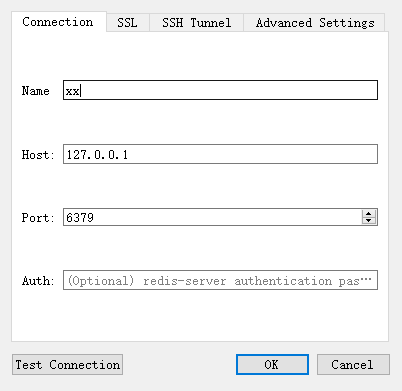 Connection SSL SSH Tunnel Advanced Settings
Name xx
Host: 127.0.0.1
Port: 6379
Auth: (Optional) redis-server authentication pas…
Test Connection OK Cancel